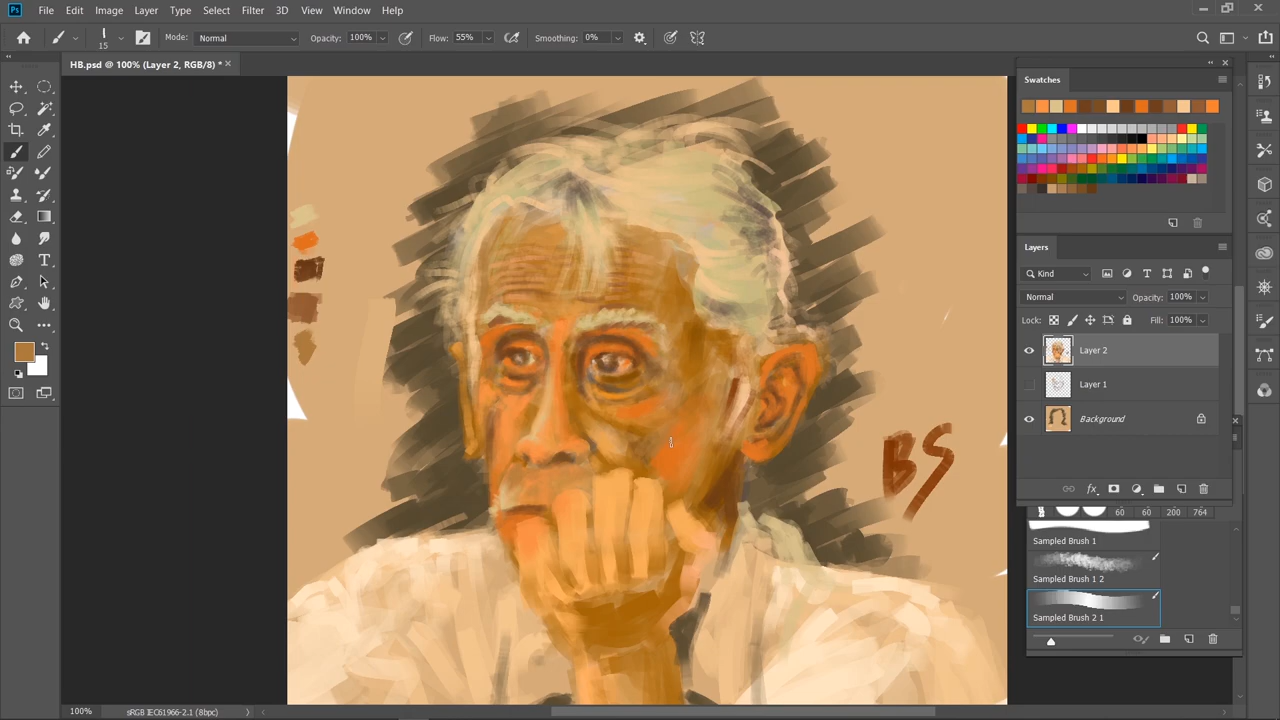 Ps File Edit Image Layer Type Select Filter 3D View Window Help
15 Mode: Normal Opacity: 100% Flow: 55% Smoothing: 0%
HB.psd @ 100% (Layer 2, RGB/8) *
Swatches
Layers
Kind
Normal Opacity: 100%
Lock: Fill: 100%
Layer 2
Layer 1
Background
BS
fx
60 60 200 764
Sampled Brush 1
Sampled Brush 1 2
Sampled Brush 2 1
100% sRGB IEC61966-2.1 (8bpc)